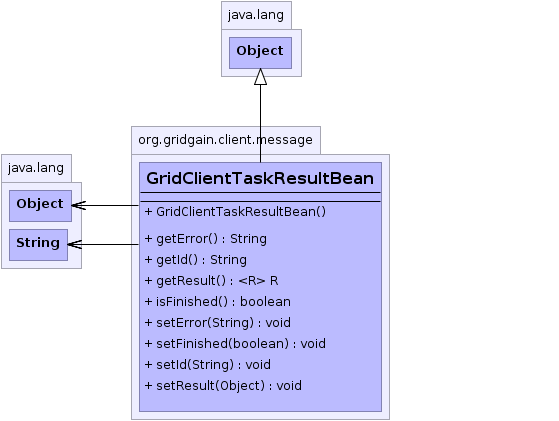 java.lang
Object
org.gridgain.client.message
java.lang
Object
String
GridClientTaskResultBean
+ GridClientTaskResultBean()
+ getError() : String
+ getId() : String
+ getResult() : <R> R
+ isFinished() : boolean
+ setError(String) : void
+ setFinished(boolean) : void
+ setId(String) : void
+ setResult(Object) : void